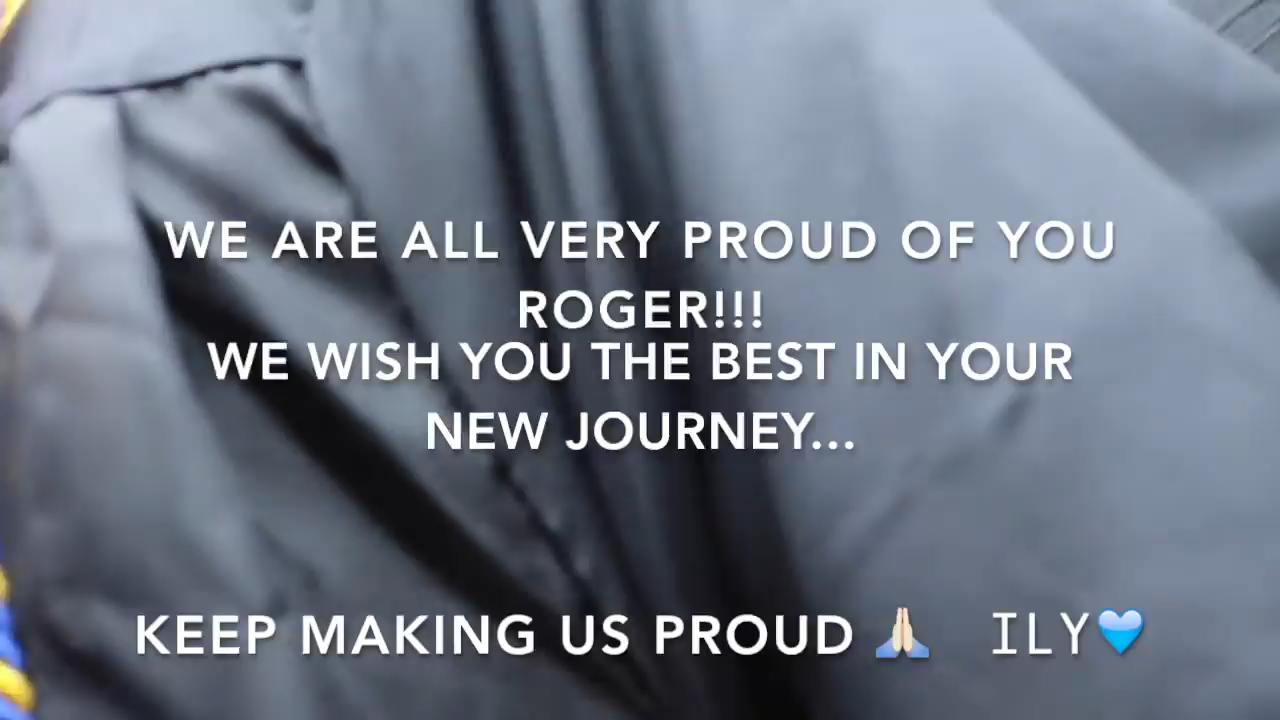 WE ARE ALL VERY PROUD OF YOU
ROGER!!!
WE WISH YOU THE BEST IN YOUR
NEW JOURNEY...
KEEP MAKING US PROUD 🙏🏻 ILY💙